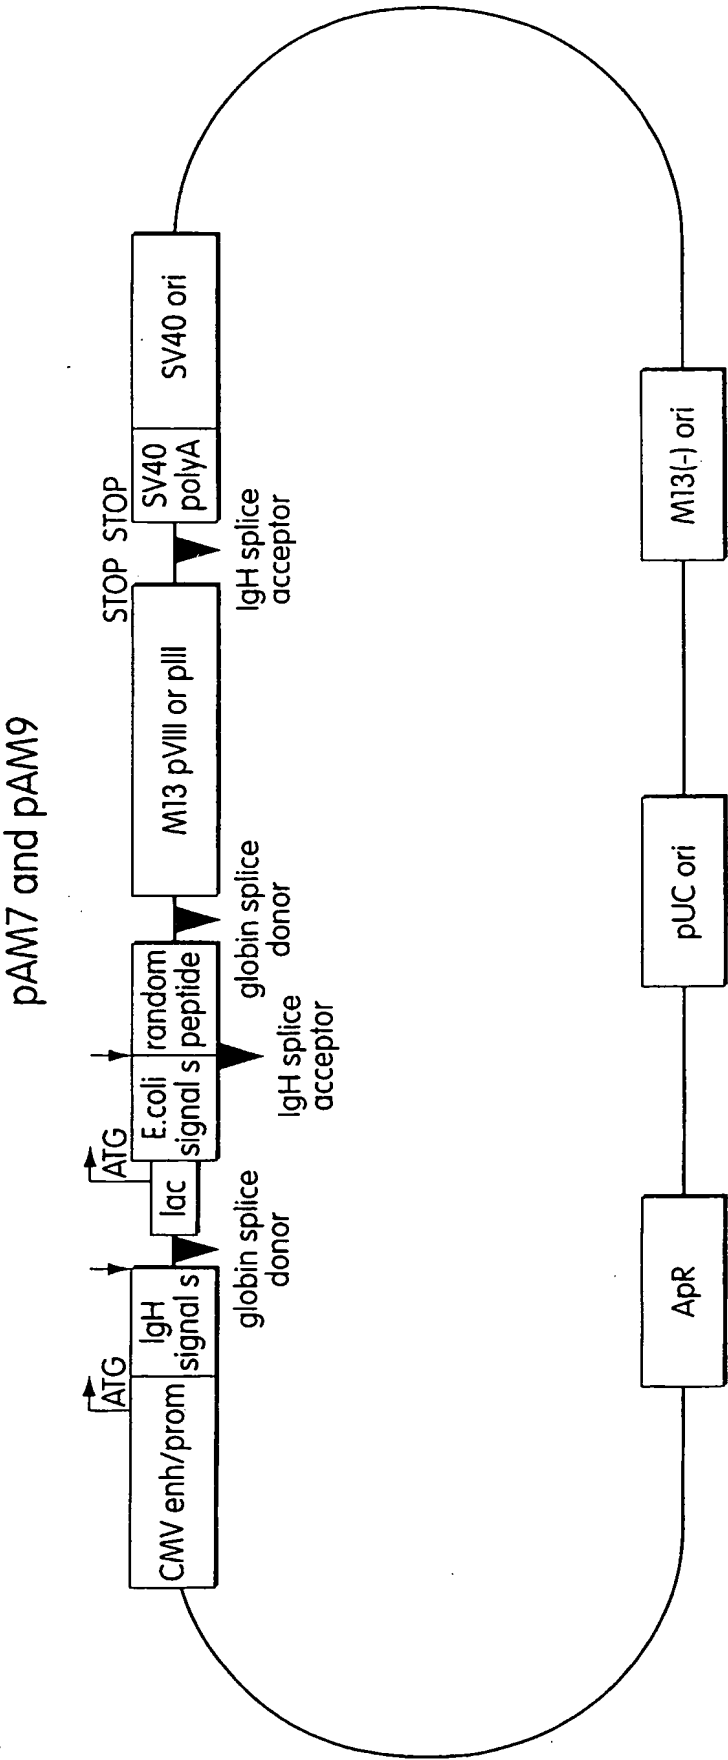 pAM7 and pAM9
ATG
ATG
STOP STOP
CMV enh/prom
IgH
signal s
lac
E.coli
signal s
random
peptide
M13 pVIII or pIII
SV40
polyA
SV40 ori
globin splice
donor
IgH splice
acceptor
globin splice
donor
IgH splice
acceptor
ApR
pUC ori
M13(-) ori